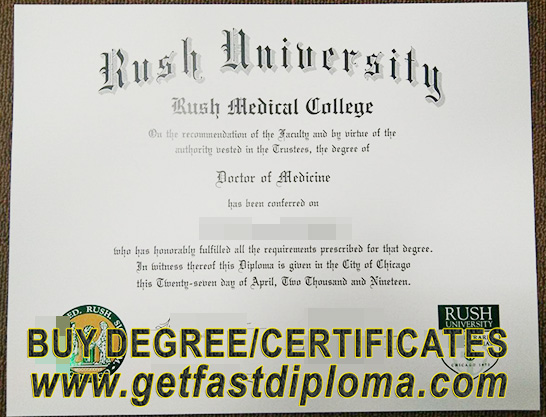 Rush University
Rush Medical College
On the recommendation of the Faculty and by virtue of the
authority vested in the Trustees, the degree of
Doctor of Medicine
has been conferred on
who has honorably fulfilled all the requirements prescribed for that degree.
In witness thereof this Diploma is given in the City of Chicago
this Twenty-seven day of April, Two Thousand and Nineteen.
RUSH
UNIVERSITY
BUY DEGREE/CERTIFICATES
www.getfastdiploma.com